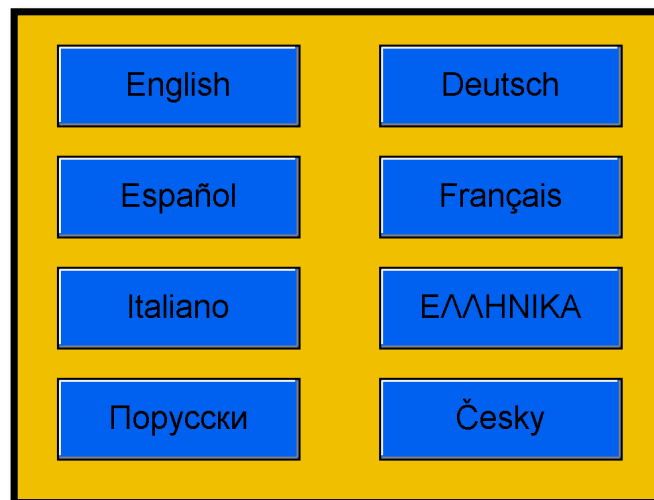 English
Deutsch
Español
Français
Italiano
ΕΛΛΗΝΙΚΑ
Порусски
Česky